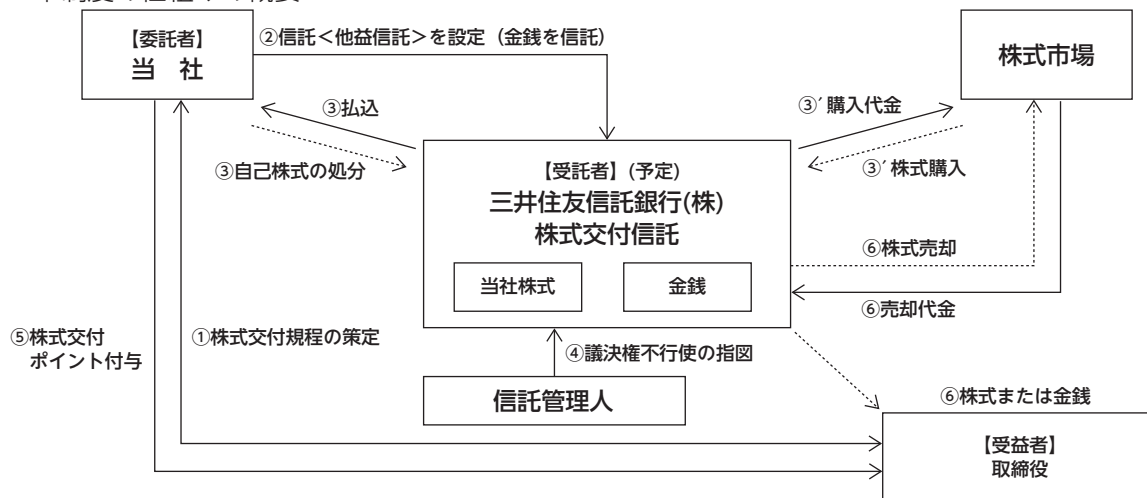 【委託者】
当 社
②信託<他益信託>を設定（金銭を信託）
株式市場
③払込
③自己株式の処分
③´購入代金
③´株式購入
【受託者】(予定)
三井住友信託銀行(株)
株式交付信託
当社株式
金銭
⑥株式売却
⑥売却代金
⑤株式交付
ポイント付与
①株式交付規程の策定
④議決権不行使の指図
信託管理人
⑥株式または金銭
【受益者】
取締役